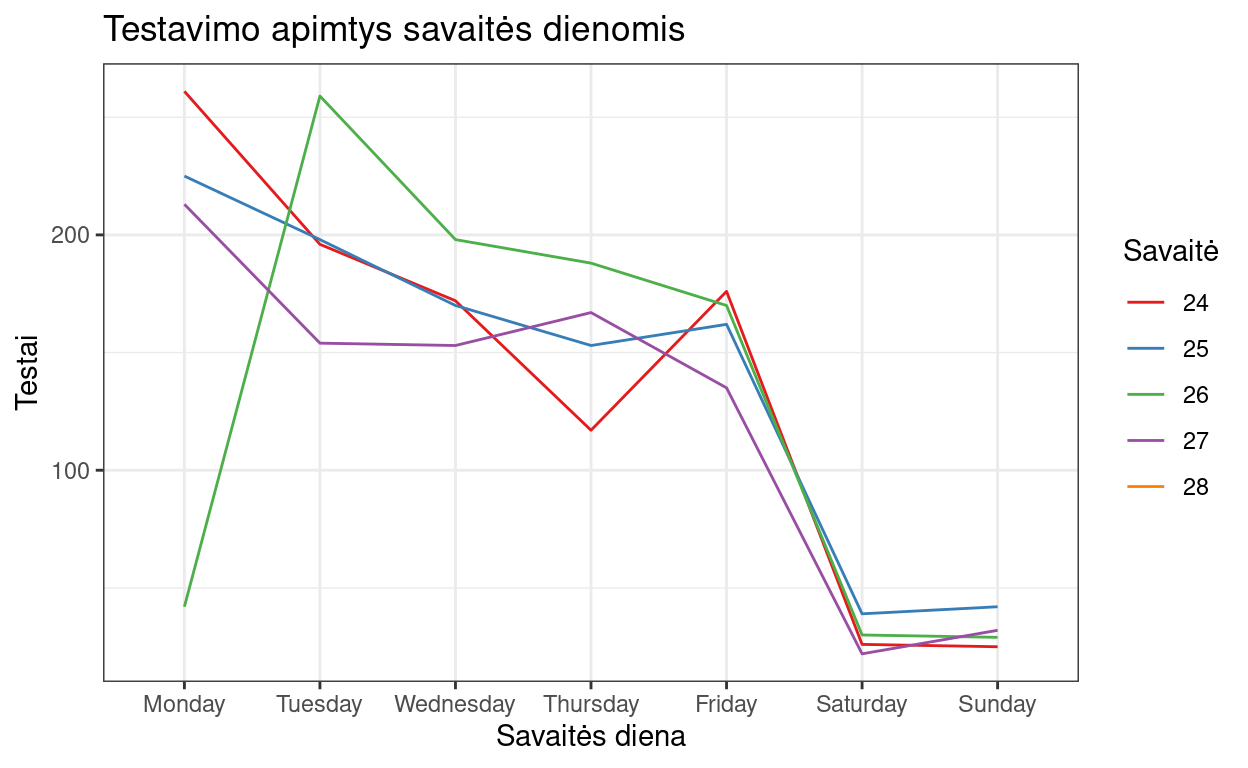 Testavimo apimtys savaitės dienomis
Testai
200
100
Monday Tuesday Wednesday Thursday Friday Saturday Sunday
Savaitės diena
Savaitė
24
25
26
27
28